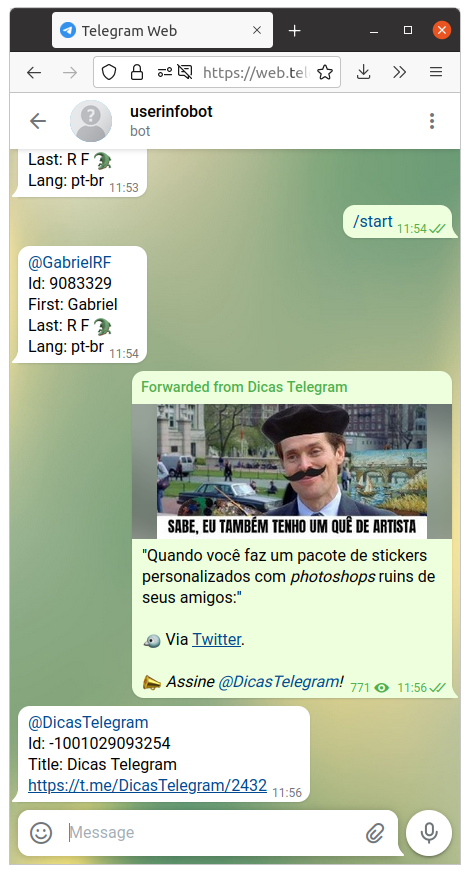 Telegram Web
https://web.tel
userinfobot
bot
Last: R F 🐊
Lang: pt-br 11:53
/start 11:54
@GabrielRF
Id: 9083329
First: Gabriel
Last: R F 🐊
Lang: pt-br 11:54
Forwarded from Dicas Telegram
SABE, EU TAMBÉM TENHO UM QUÊ DE ARTISTA
"Quando você faz um pacote de stickers
personalizados com photoshops ruins de
seus amigos:"
Via Twitter.
Assine @DicasTelegram! 771 11:56
@DicasTelegram
Id: -1001029093254
Title: Dicas Telegram
https://t.me/DicasTelegram/2432 11:56
Message